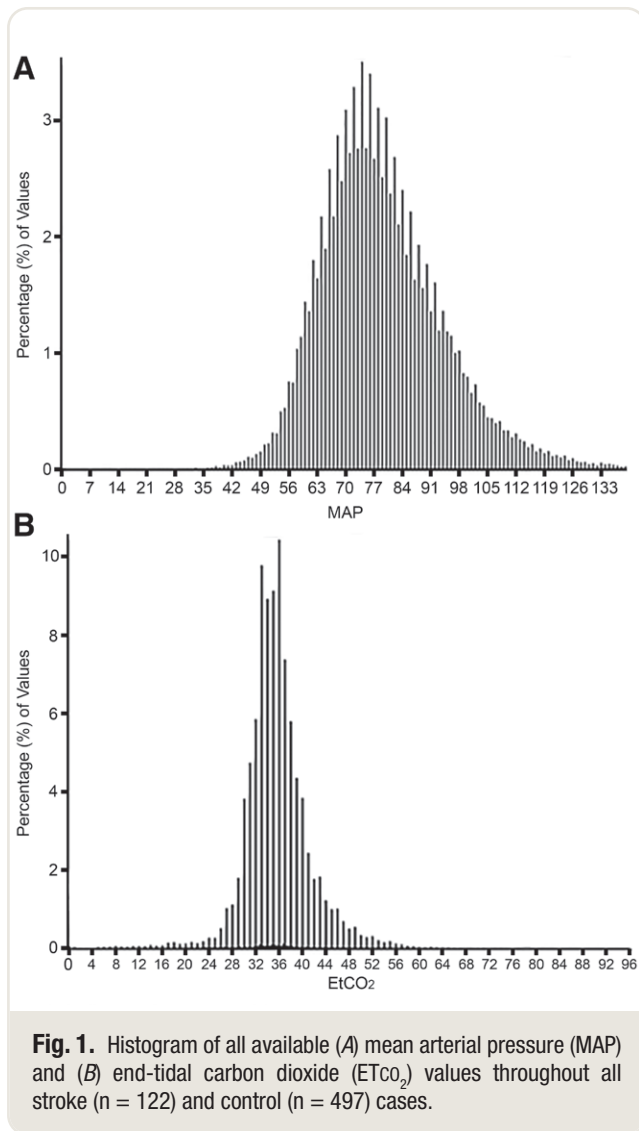 A
Percentage (%) of Values
3
2
1
0
0 7 14 21 28 35 42 49 56 63 70 77 84 91 98 105 112 119 126 133
MAP
B
Percentage (%) of Values
10
8
6
4
2
0
0 4 8 12 16 20 24 28 32 36 40 44 48 52 56 60 64 68 72 76 80 84 88 92 96
EtCO2
Fig. 1. Histogram of all available (A) mean arterial pressure (MAP)
and (B) end-tidal carbon dioxide (ETCO2) values throughout all
stroke (n = 122) and control (n = 497) cases.